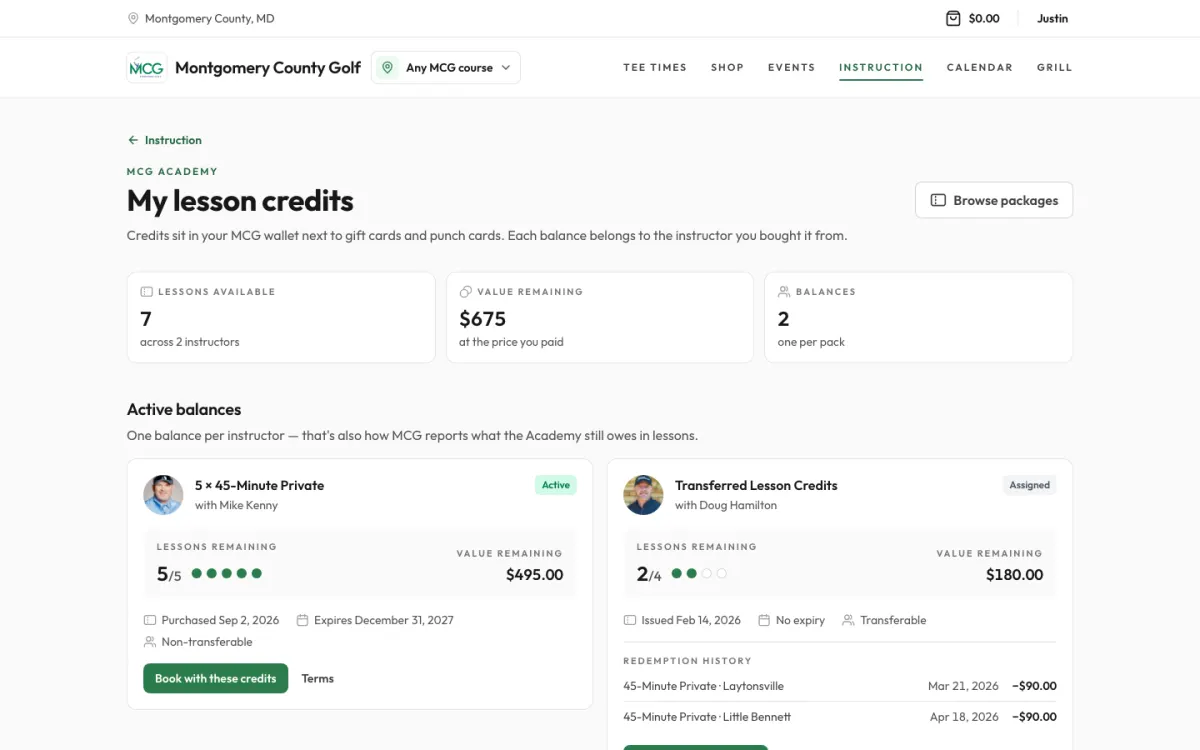 Montgomery County, MD
$0.00
Justin
MCG
Montgomery County Golf
Any MCG course
TEE TIMES
SHOP
EVENTS
INSTRUCTION
CALENDAR
GRILL
Instruction
MCG ACADEMY
My lesson credits
Browse packages
Credits sit in your MCG wallet next to gift cards and punch cards. Each balance belongs to the instructor you bought it from.
LESSONS AVAILABLE
7
across 2 instructors
VALUE REMAINING
$675
at the price you paid
BALANCES
2
one per pack
Active balances
One balance per instructor — that's also how MCG reports what the Academy still owes in lessons.
5 × 45-Minute Private
with Mike Kenny
Active
LESSONS REMAINING
5/5
VALUE REMAINING
$495.00
Purchased Sep 2, 2026
Expires December 31, 2027
Non-transferable
Book with these credits
Terms
Transferred Lesson Credits
with Doug Hamilton
Assigned
LESSONS REMAINING
2/4
VALUE REMAINING
$180.00
Issued Feb 14, 2026
No expiry
Transferable
REDEMPTION HISTORY
45-Minute Private · Laytonsville
Mar 21, 2026
−$90.00
45-Minute Private · Little Bennett
Apr 18, 2026
−$90.00